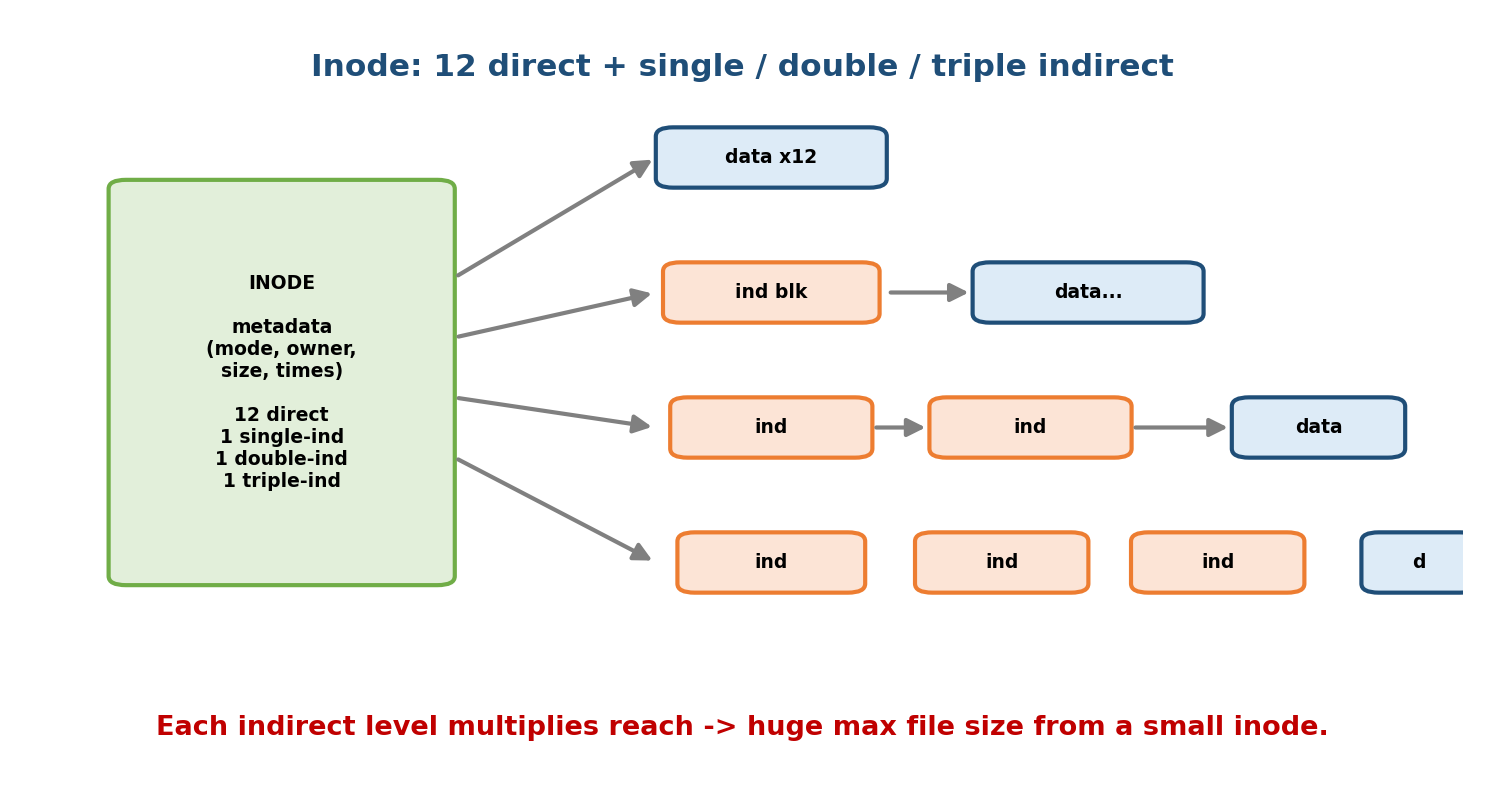 Inode: 12 direct + single / double / triple indirect
data x12
INODE
metadata
(mode, owner,
size, times)
12 direct
1 single-ind
1 double-ind
1 triple-ind
ind blk
data...
ind
ind
data
ind
ind
ind
d
Each indirect level multiplies reach -> huge max file size from a small inode.